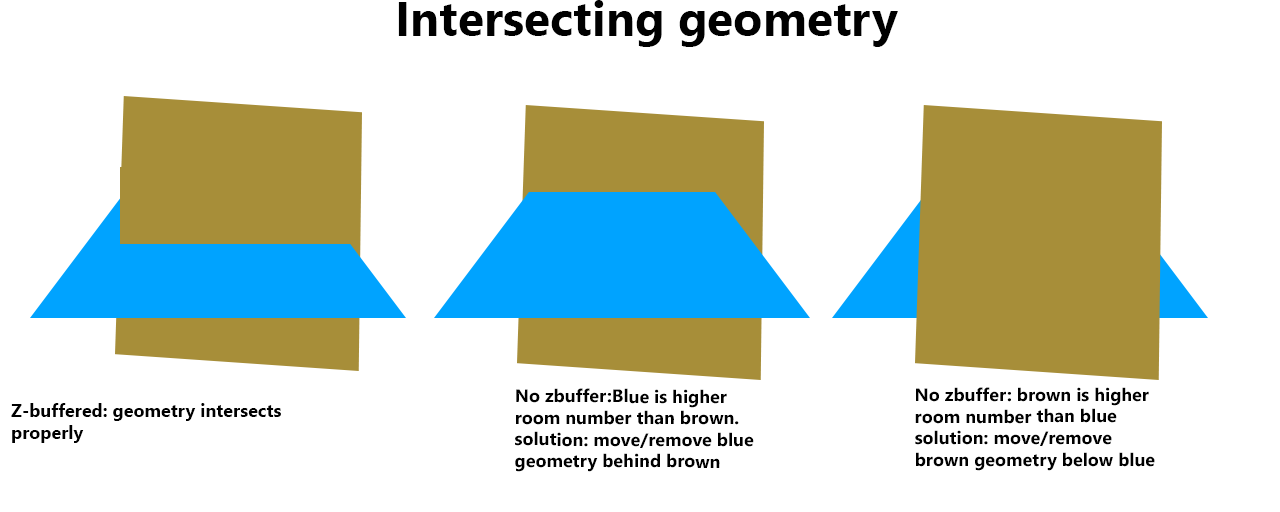 Intersecting geometry
Z-buffered: geometry intersects
properly
No zbuffer:Blue is higher
room number than brown.
solution: move/remove blue
geometry behind brown
No zbuffer: brown is higher
room number than blue
solution: move/remove
brown geometry below blue